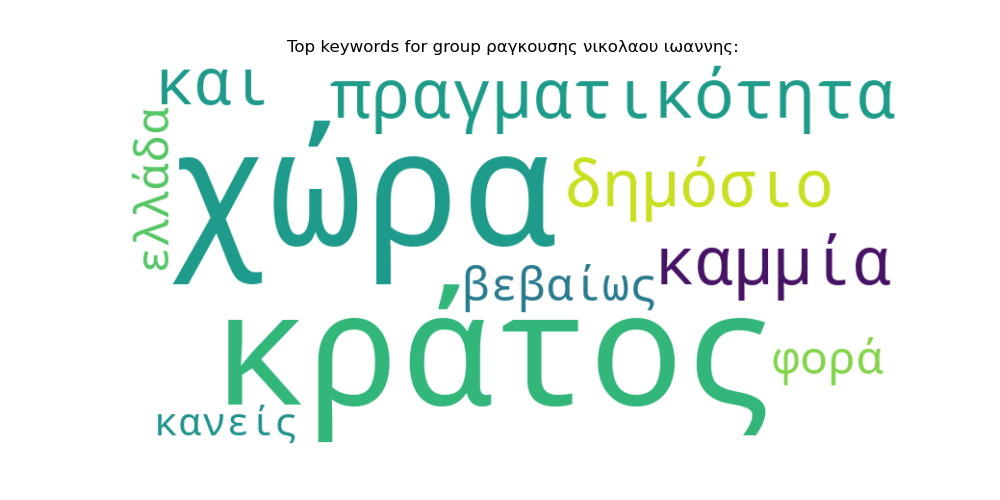 Top keywords for group ραγκουσης νικολαου ιωαννης:
και
πραγματικότητα
ελλάδα
χώρα
δημόσιο
καμμία
βεβαίως
κράτος
φορά
κανείς